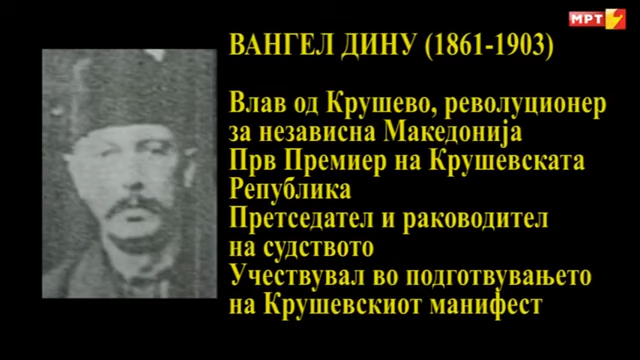 МРТ
ВАНГЕЛ ДИНУ (1861-1903)
Влав од Крушево, револуционер
за независна Македонија
Прв Премиер на Крушевската
Република
Претседател и раководител
на судството
Учествувал во подготвувањето
на Крушевскиот манифест